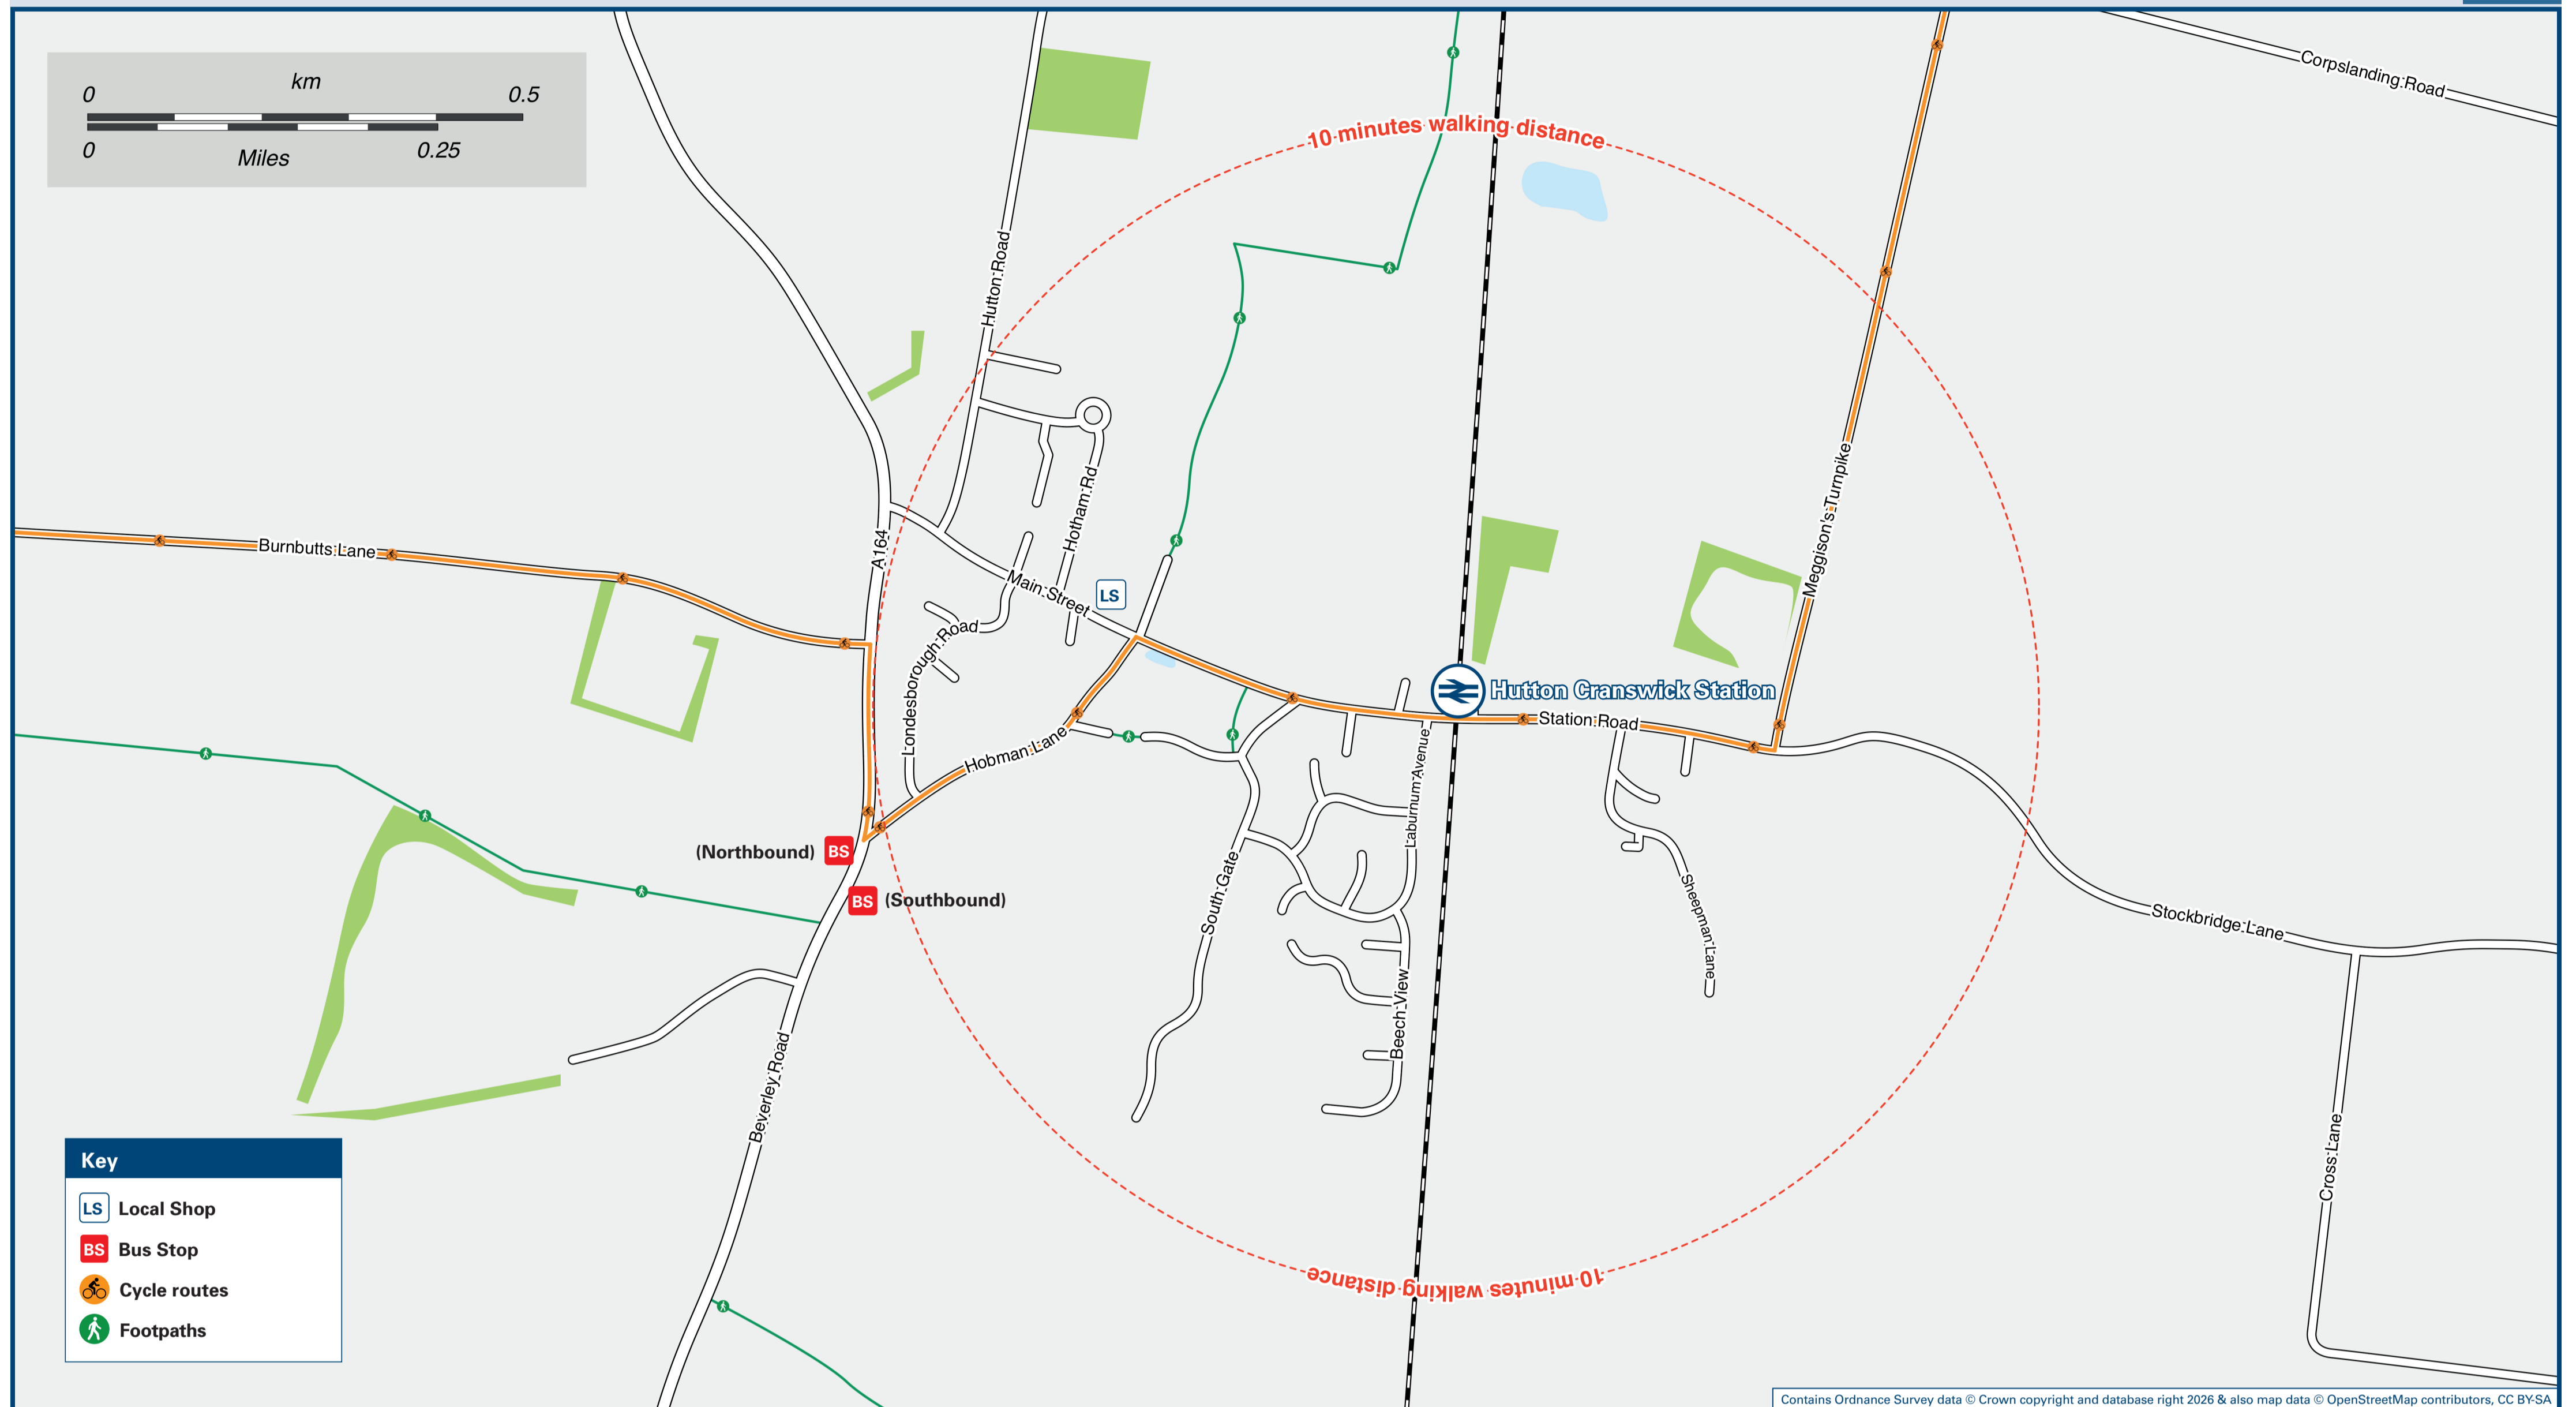 km
0
0.5
0
0.25
Miles
Corpslanding Road
10 minutes walking distance
Hutton Road
Hotham Rd
Meggison's Turnpike
A164
Burnbutts Lane
Main Street
LS
Londesborough Road
Hutton Cranswick Station
Station Road
Hobman Lane
Laburnum Avenue
(Northbound) BS
BS (Southbound)
South Gate
Sheepman Lane
Stockbridge Lane
Beech View
Beverley Road
Cross Lane
10 minutes walking distance
Key
LS Local Shop
BS Bus Stop
Cycle routes
Footpaths
Contains Ordnance Survey data © Crown copyright and database right 2026 & also map data © OpenStreetMap contributors, CC BY-SA